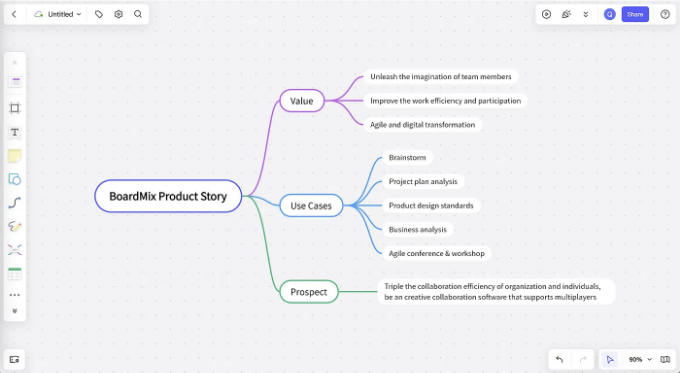 Untitled
Q
Share
Value
Unleash the imagination of team members
Improve the work efficiency and participation
Agile and digital transformation
BoardMix Product Story
Use Cases
Brainstorm
Project plan analysis
Product design standards
Business analysis
Agile conference & workshop
Prospect
Triple the collaboration efficiency of organization and individuals,
be an creative collaboration software that supports multiplayers
T
90%